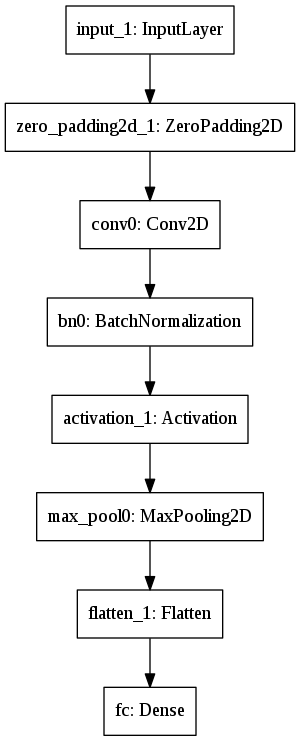 input_1: InputLayer
zero_padding2d_1: ZeroPadding2D
conv0: Conv2D
bn0: BatchNormalization
activation_1: Activation
max_pool0: MaxPooling2D
flatten_1: Flatten
fc: Dense